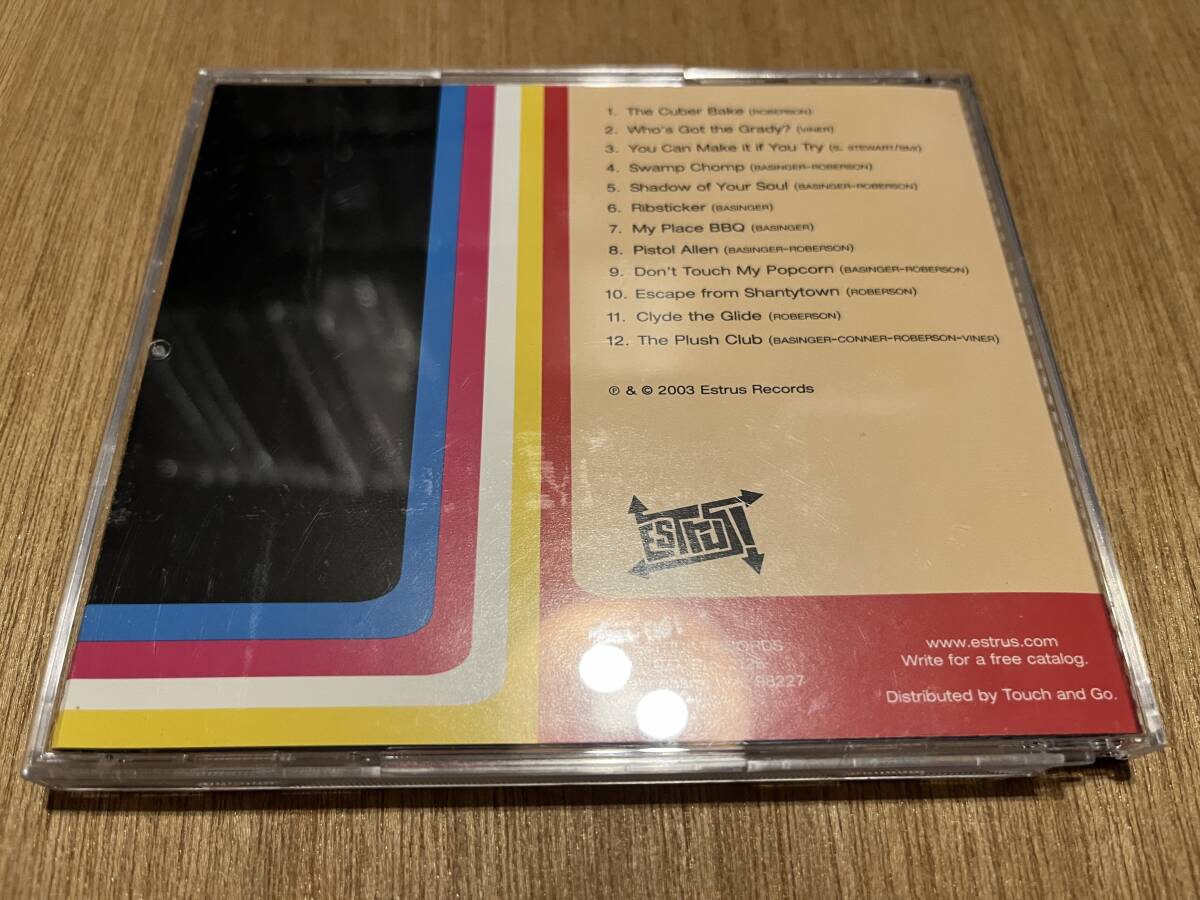 1. The Cuber Bake (ROBERSON)
2. Who's Got the Grady? (VINER)
3. You Can Make it if You Try (S. STEWART/BMI)
4. Swamp Chomp (BASINGER-ROBERSON)
5. Shadow of Your Soul (BASINGER-ROBERSON)
6. Ribsticker (BASINGER)
7. My Place BBQ (BASINGER)
8. Pistol Allen (BASINGER-ROBERSON)
9. Don't Touch My Popcorn (BASINGER-ROBERSON)
10. Escape from Shantytown (ROBERSON)
11. Clyde the Glide (ROBERSON)
12. The Plush Club (BASINGER-CONNER-ROBERSON-VINER)
℗ & © 2003 Estrus Records
ESTRUS!
98227
www.estrus.com
Write for a free catalog.
Distributed by Touch and Go.